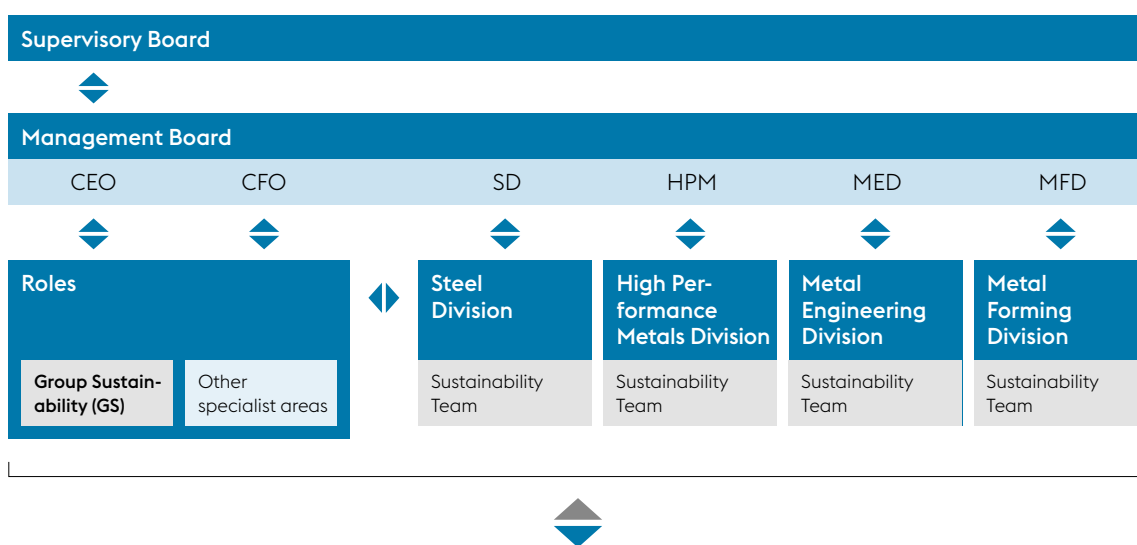 Supervisory Board
Management Board
CEO CFO SD HPM MED MFD
Roles
Group Sustain-
ability (GS)
Other
specialist areas
Steel
Division
Sustainability
Team
High Per-
formance
Metals Division
Sustainability
Team
Metal
Engineering
Division
Sustainability
Team
Metal
Forming
Division
Sustainability
Team